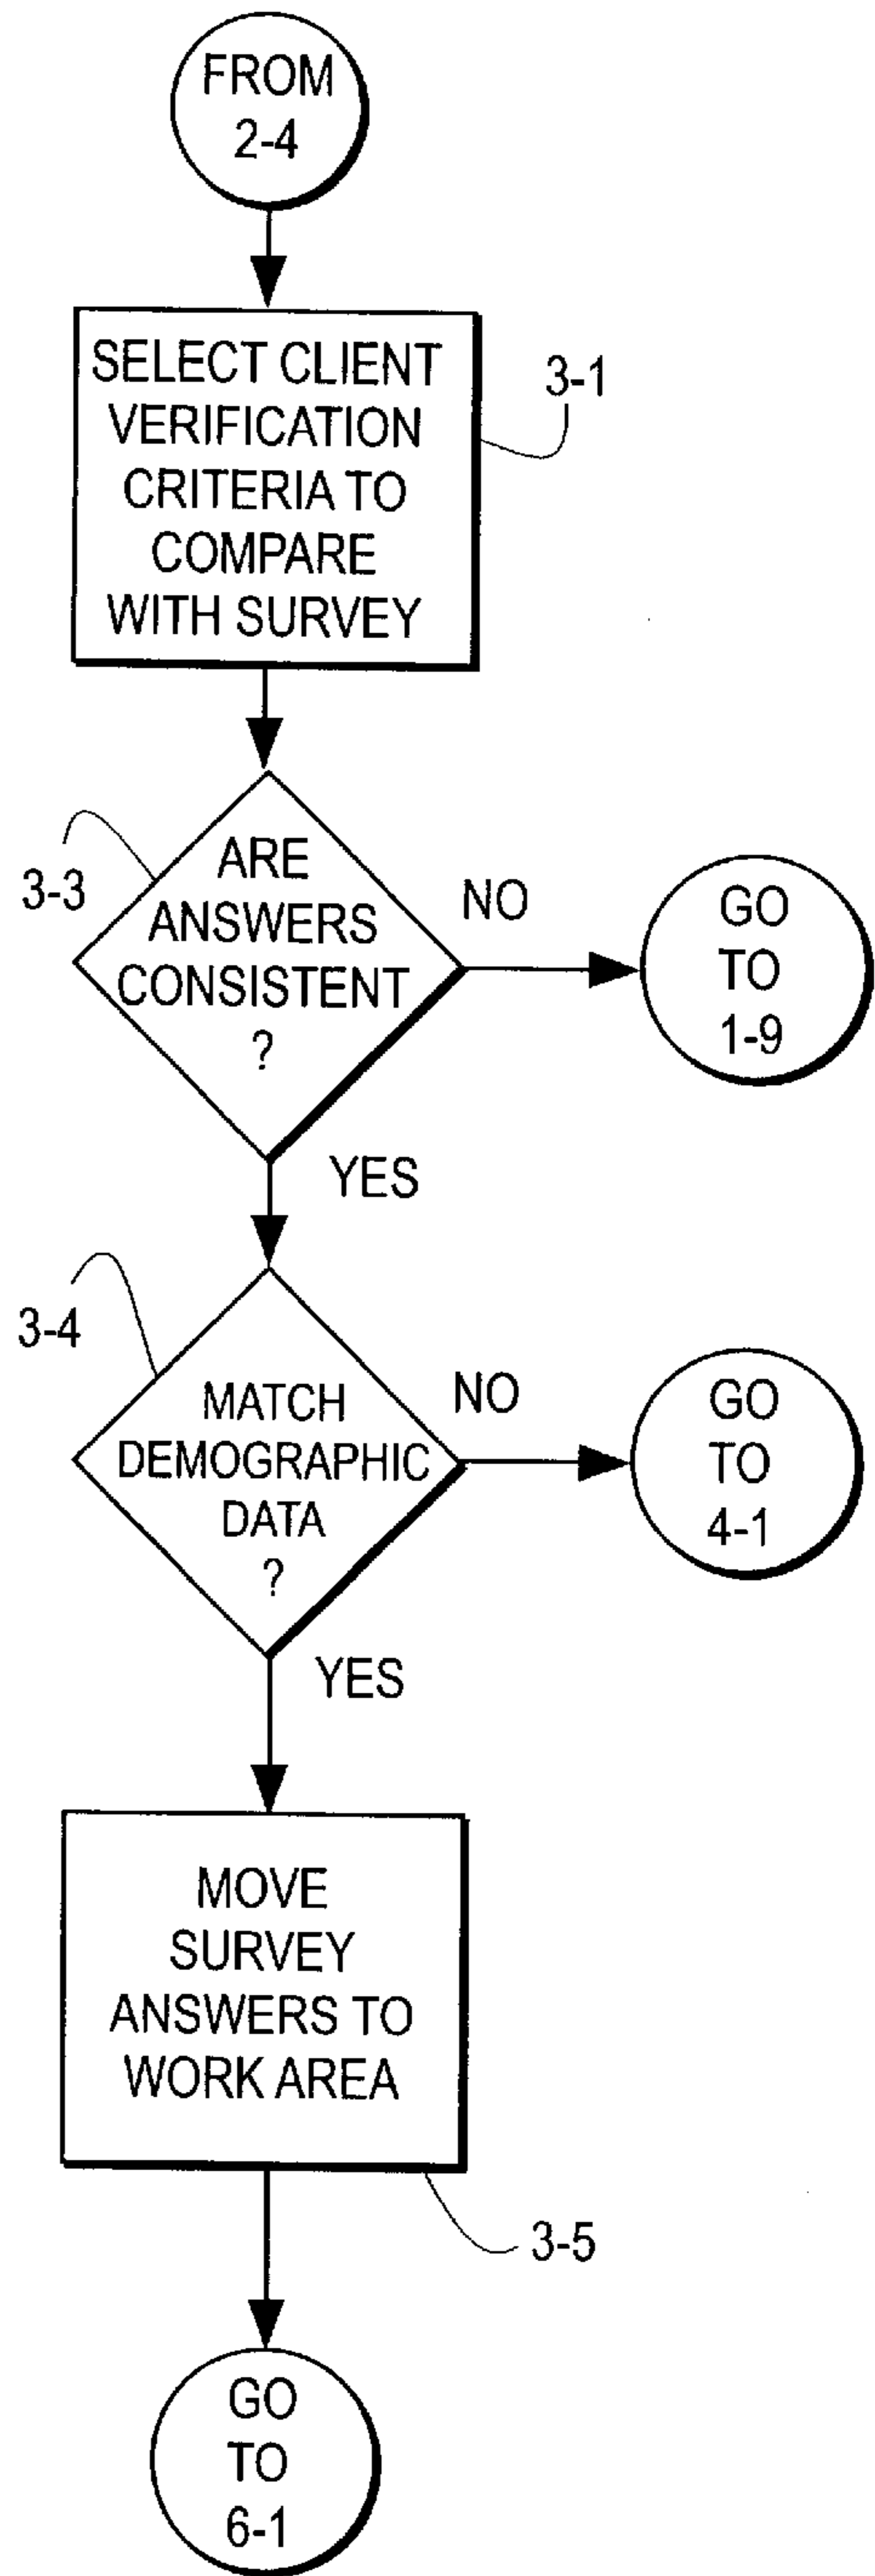 FROM
2-4
SELECT CLIENT
VERIFICATION
CRITERIA TO
COMPARE
WITH SURVEY
3-1
3-3
ARE
ANSWERS
CONSISTENT
?
NO
GO
TO
1-9
YES
3-4
MATCH
DEMOGRAPHIC
DATA
?
NO
GO
TO
4-1
YES
MOVE
SURVEY
ANSWERS TO
WORK AREA
3-5
GO
TO
6-1